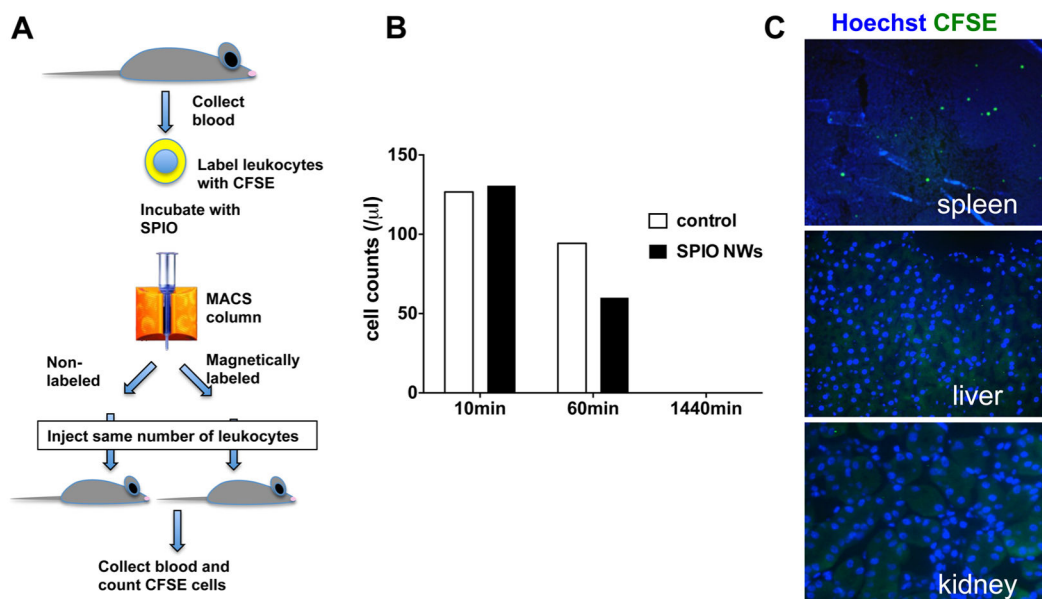 A
Collect
blood
Label leukocytes
with CFSE
Incubate with
SPIO
MACS
column
Non-
labeled
Magnetically
labeled
Inject same number of leukocytes
Collect blood and
count CFSE cells
B
cell counts (/µl)
150
100
50
0
10min
60min
1440min
control
SPIO NWs
C
Hoechst CFSE
spleen
liver
kidney